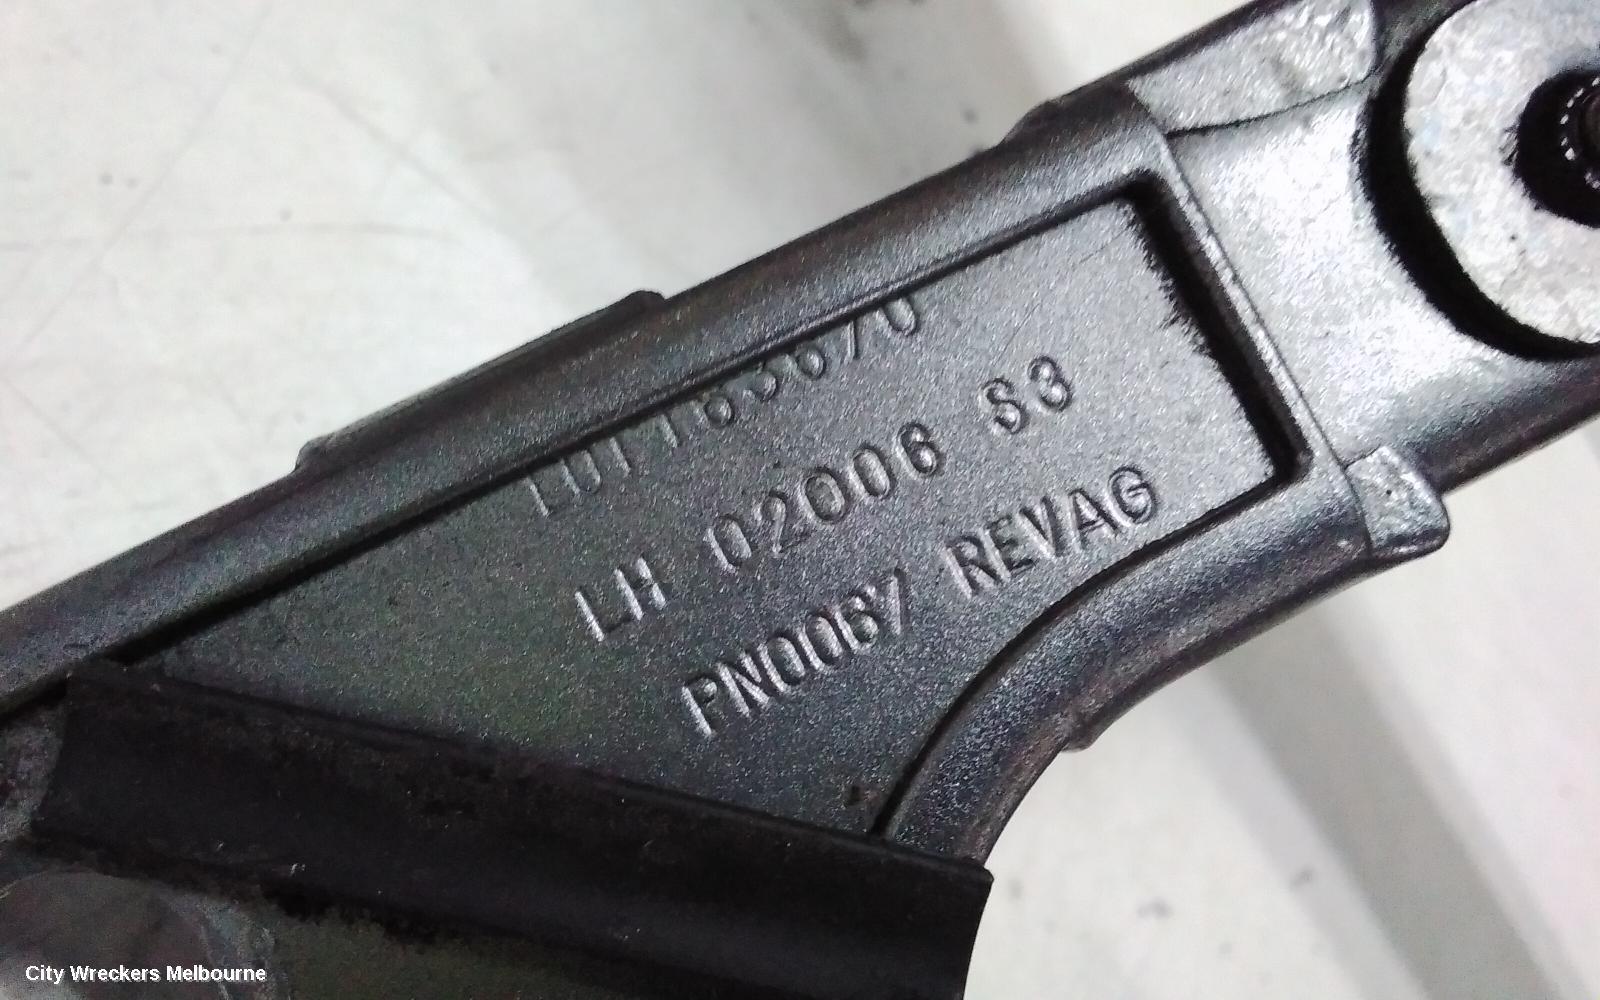 LH 02006 S3
PN0067 REVAG
City Wreckers Melbourne